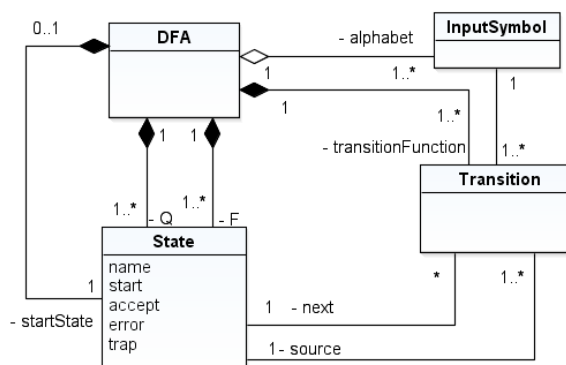 0..1
DFA
- alphabet
InputSymbol
1
1..*
1
1
1..*
1
1
- transitionFunction
1..*
Transition
1..*
1..*
- Q
- F
State
name
start
accept
error
trap
1
- startState
*
1..*
1
- next
1
- source